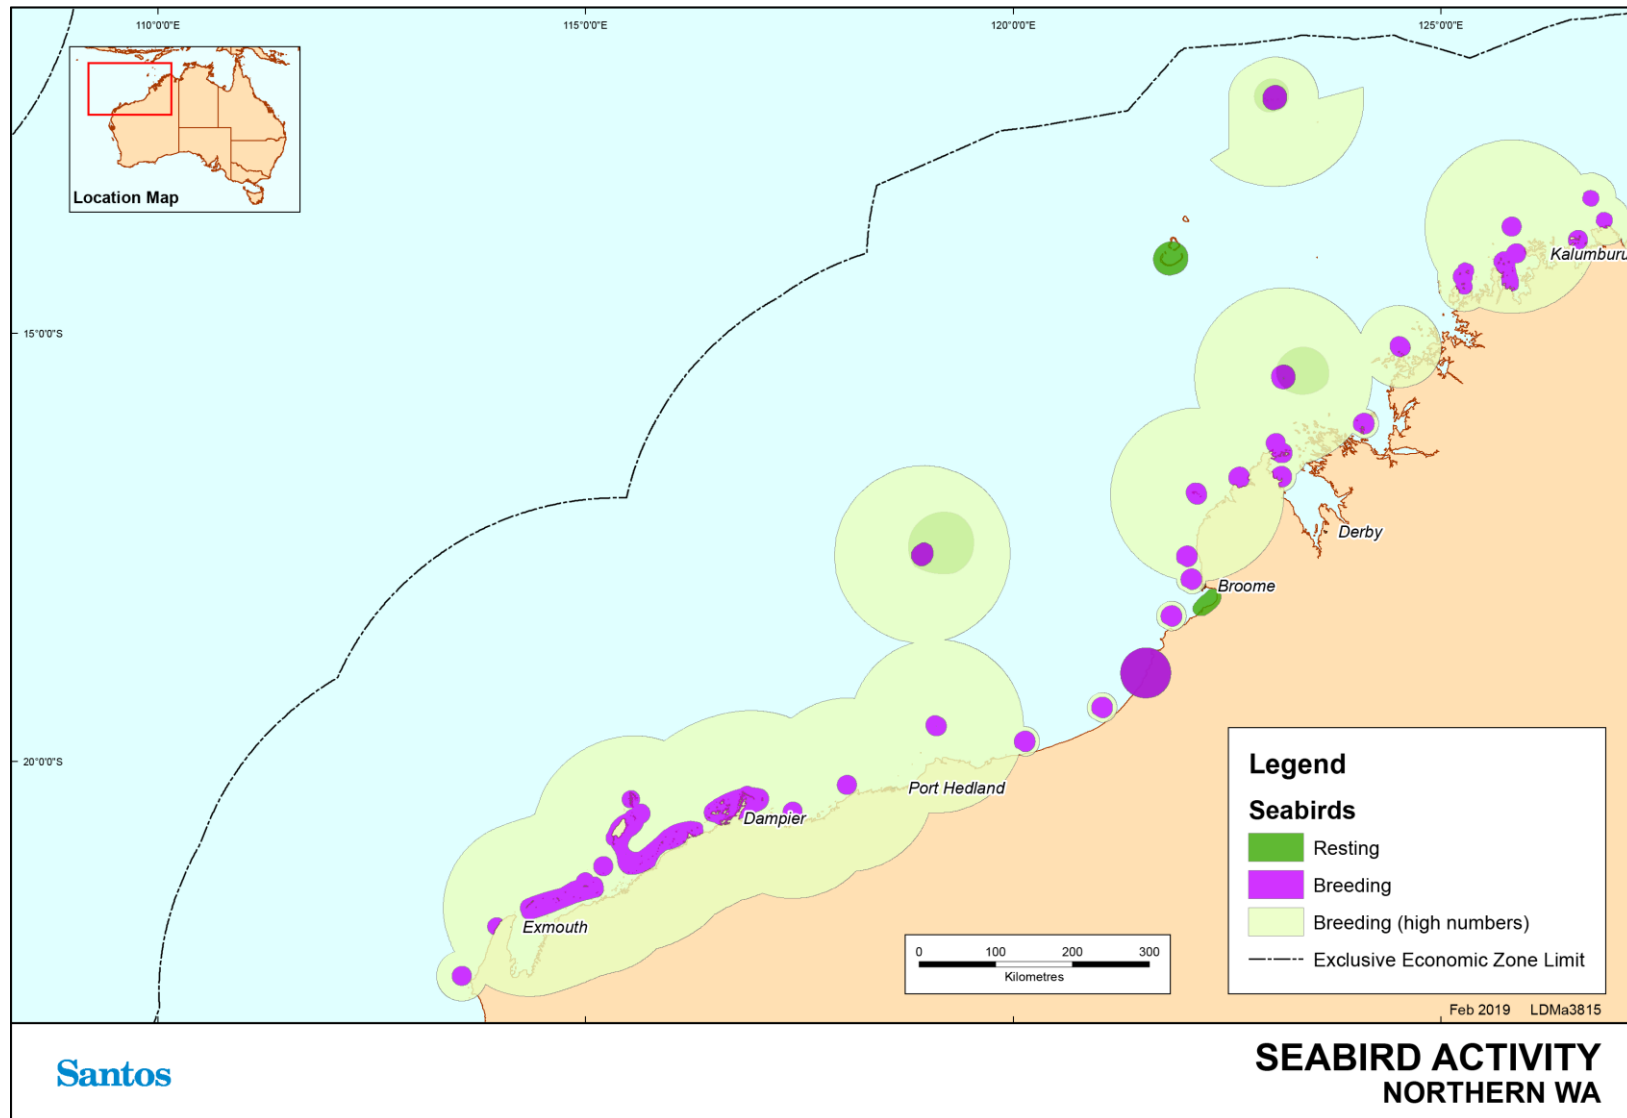 110°0'0"E
115°0'0"E
120°0'0"E
125°0'0"E
Location Map
Kalumburu
15°0'0"S
Derby
Broome
20°0'0"S
Port Hedland
Dampier
Exmouth
Legend
Seabirds
Resting
Breeding
Breeding (high numbers)
Exclusive Economic Zone Limit
0 100 200 300
Kilometres
Feb 2019 LDMa3815
Santos
SEABIRD ACTIVITY
NORTHERN WA